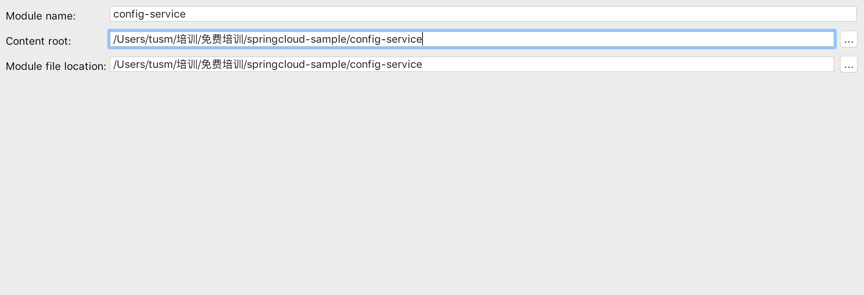 Module name: config-service
Content root: /Users/tusm/培训/免费培训/springcloud-sample/config-service ...
Module file location: /Users/tusm/培训/免费培训/springcloud-sample/config-service ...